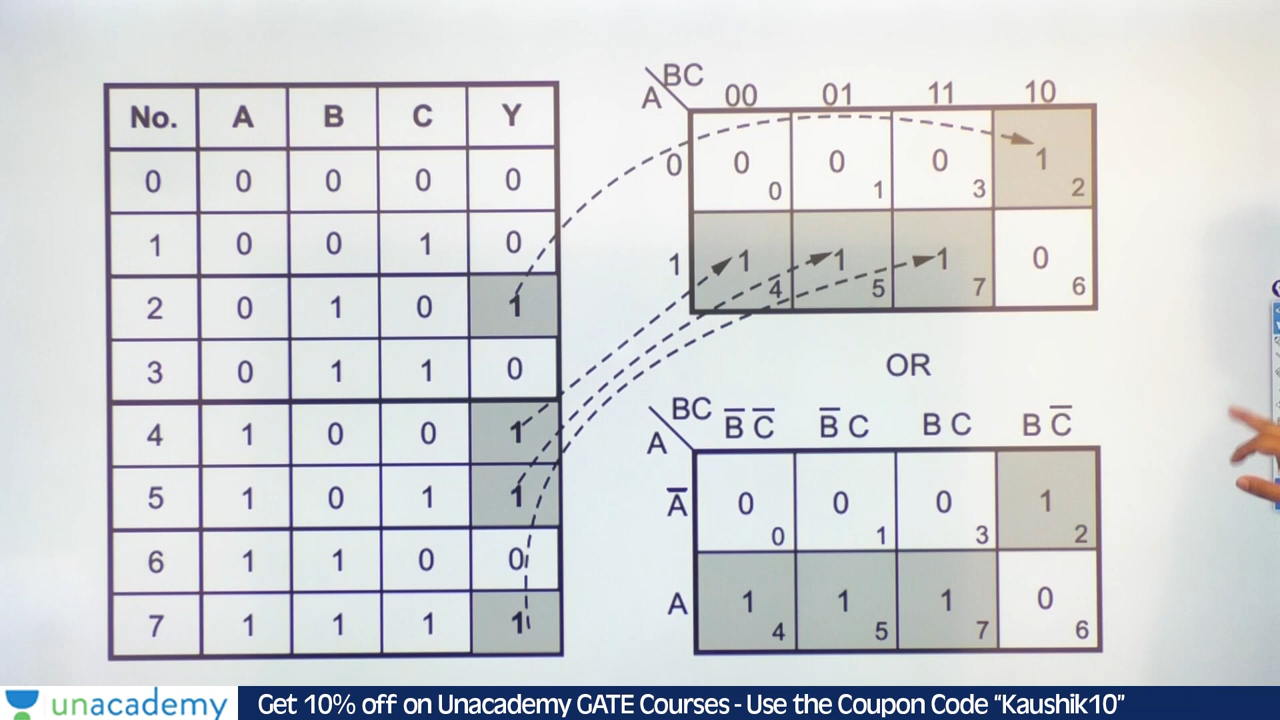 No. A B C Y
0 0 0 0 0
1 0 0 1 0
2 0 1 0 1
3 0 1 1 0
4 1 0 0 1
5 1 0 1 1
6 1 1 0 0
7 1 1 1 1
BC
A 00 01 11 10
0 0 0 0 1
0 1 3 2
1 1 1 1 0
4 5 7 6
OR
BC B̅ C̅ B̅ C B C B C̅
A
A̅ 0 0 0 1
0 1 3 2
A 1 1 1 0
4 5 7 6
unacademy
Get 10% off on Unacademy GATE Courses - Use the Coupon Code “Kaushik10”